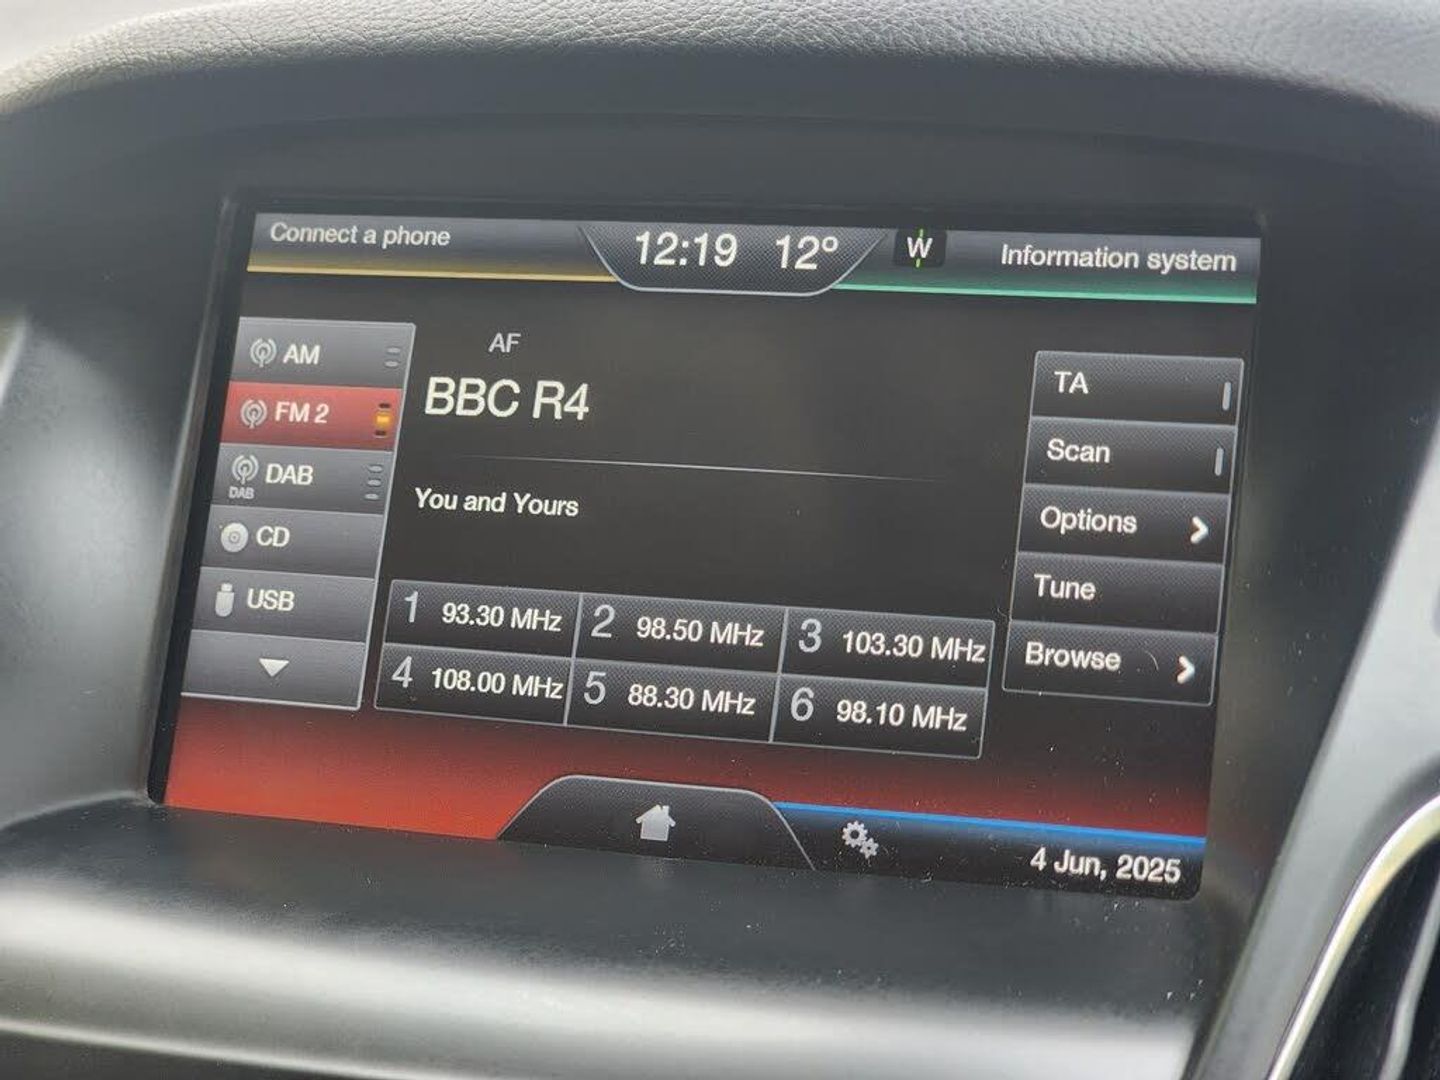 Connect a phone
12:19 12°
W
Information system
AM
FM 2
DAB
DAB
CD
USB
AF
BBC R4
You and Yours
1 93.30 MHz
2 98.50 MHz
3 103.30 MHz
4 108.00 MHz
5 88.30 MHz
6 98.10 MHz
TA
Scan
Options
Tune
Browse
4 Jun, 2025